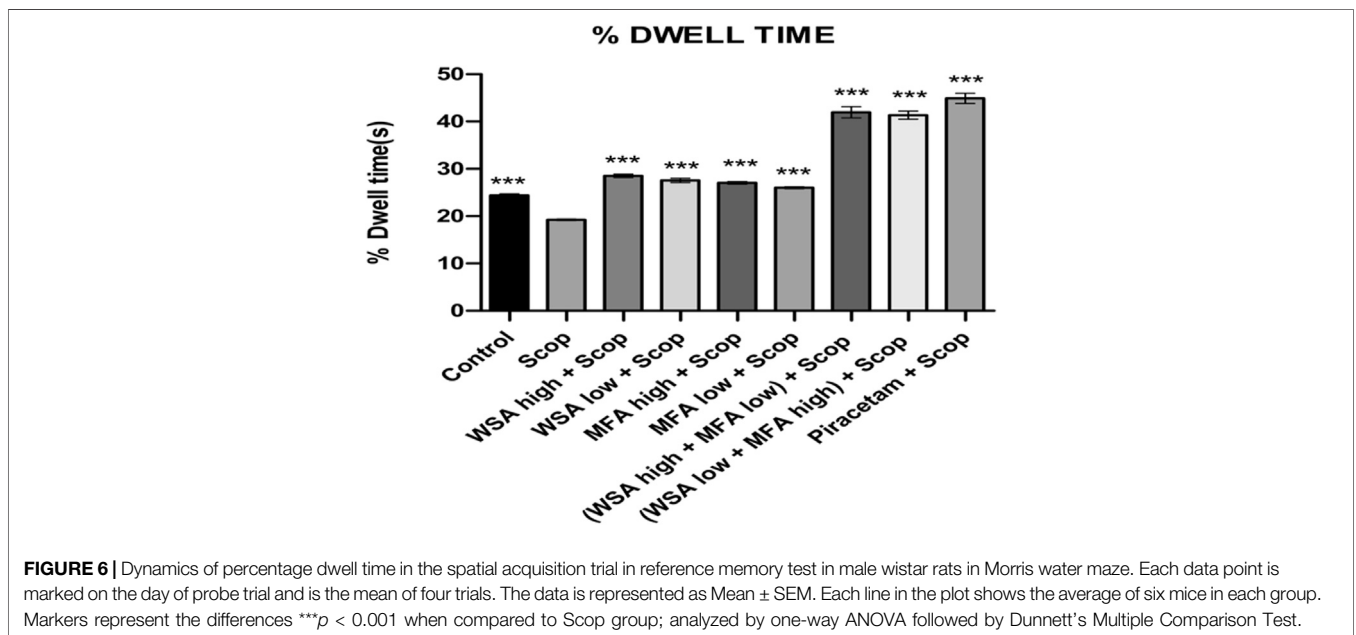 % DWELL TIME
50
40
30
20
10
0
% Dwell time(s)
***
***
***
***
***
***
***
***
Control
Scop
WSA high + Scop
WSA low + Scop
MFA high + Scop
MFA low + Scop
(WSA high + MFA low) + Scop
(WSA low + MFA high) + Scop
Piracetam + Scop
FIGURE 6 | Dynamics of percentage dwell time in the spatial acquisition trial in reference memory test in male wistar rats in Morris water maze. Each data point is
marked on the day of probe trial and is the mean of four trials. The data is represented as Mean ± SEM. Each line in the plot shows the average of six mice in each group.
Markers represent the differences ***p < 0.001 when compared to Scop group; analyzed by one-way ANOVA followed by Dunnett’s Multiple Comparison Test.